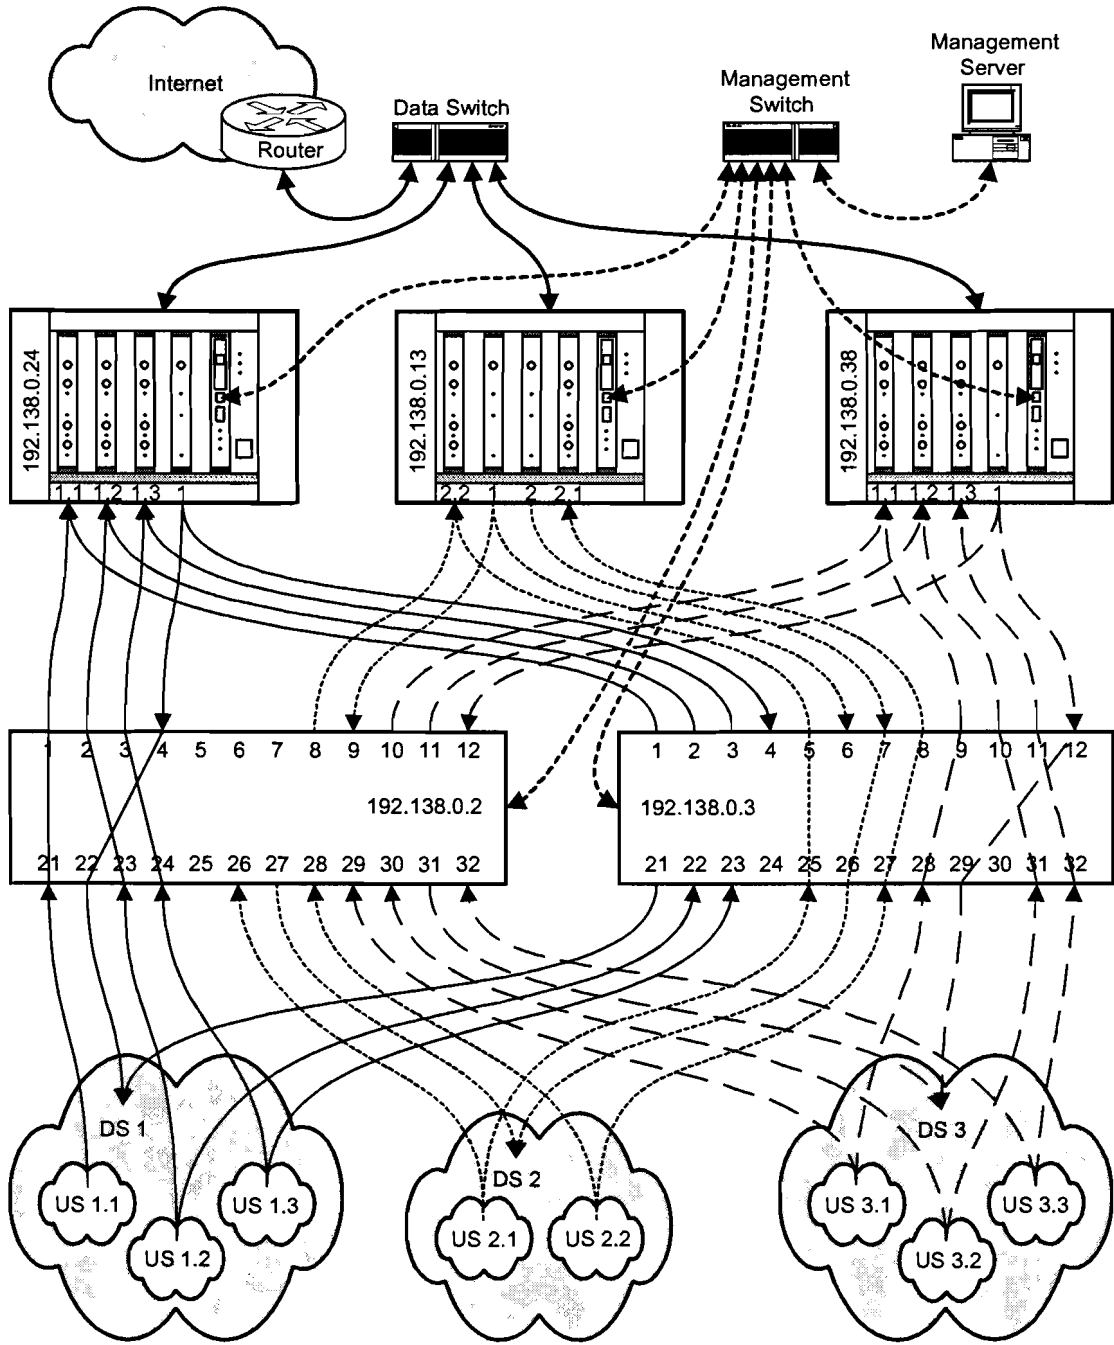 Management
Server
Internet
Management
Switch
Data Switch
Router
192.138.0.24
192.138.0.13
192.138.0.38
1.1 1.2 1.3 1
2.2 1 2 2.1
1.1 1.2 1.3 1
1 2 3 4 5 6 7 8 9 10 11 12
1 2 3 4 5 6 7 8 9 10 11 12
192.138.0.2
192.138.0.3
21 22 23 24 25 26 27 28 29 30 31 32
21 22 23 24 25 26 27 28 29 30 31 32
DS 1
DS 2
DS 3
US 1.1
US 1.3
US 1.2
US 2.1
US 2.2
US 3.1
US 3.3
US 3.2